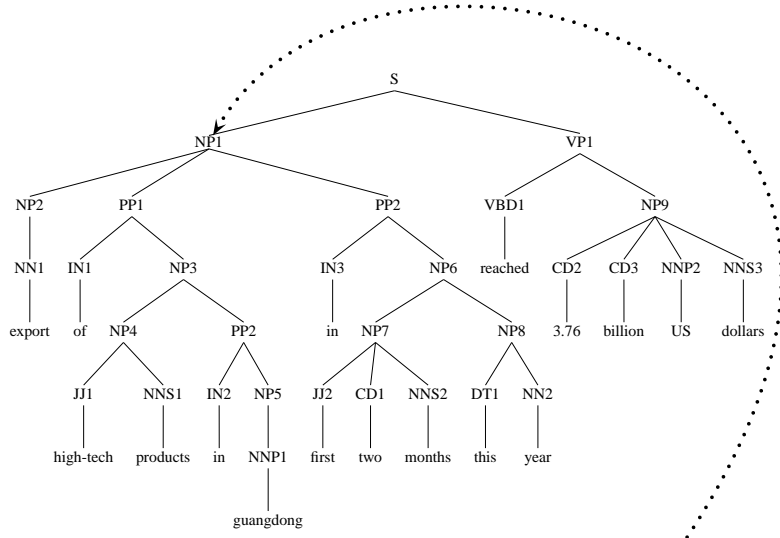 S
NP1 VP1
NP2 PP1 PP2 VBD1 NP9
NN1 IN1 NP3 IN3 NP6 reached CD2 CD3 NNP2 NNS3
export of NP4 PP2 in NP7 NP8 3.76 billion US dollars
JJ1 NNS1 IN2 NP5 JJ2 CD1 NNS2 DT1 NN2
high-tech products in NNP1 first two months this year
guangdong